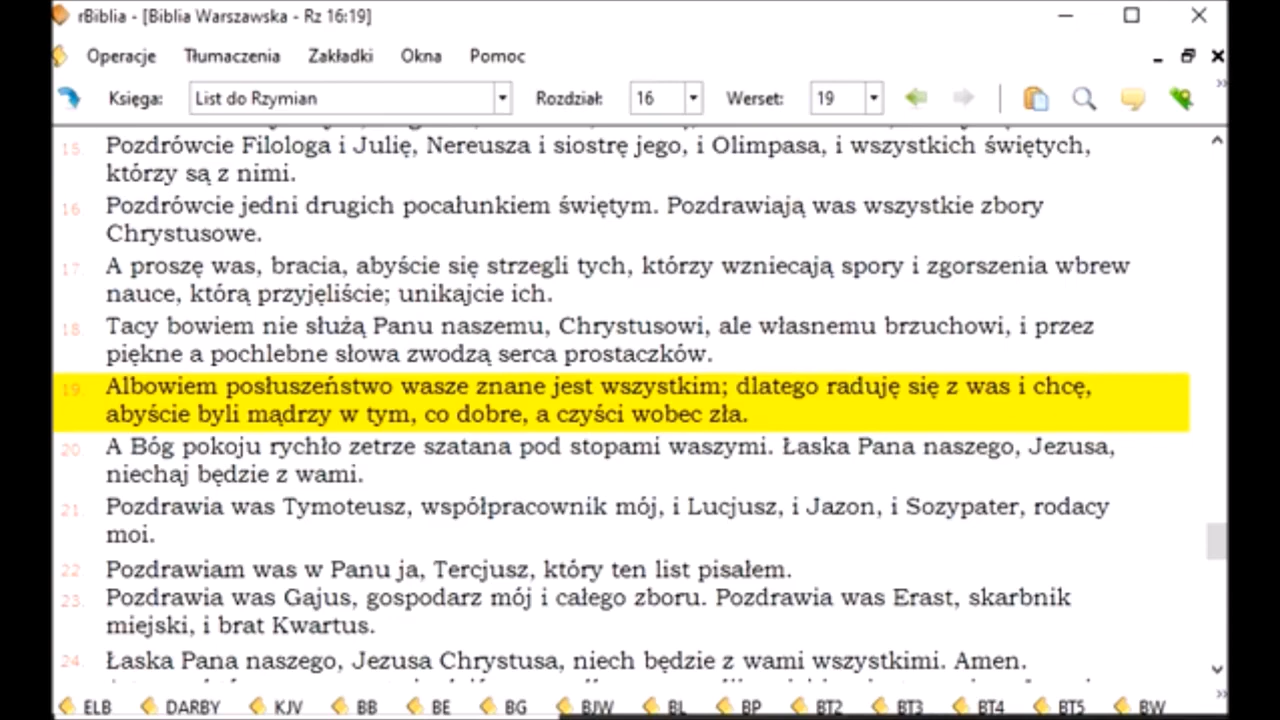 rBiblia - [Biblia Warszawska - Rz 16:19]
Operacje Tłumaczenia Zakładki Okna Pomoc
Księga: List do Rzymian Rozdział: 16 Werset: 19
15. Pozdrówcie Filologa i Julię, Nereusza i siostrę jego, i Olimpasa, i wszystkich świętych,
którzy są z nimi.
16. Pozdrówcie jedni drugich pocałunkiem świętym. Pozdrawiają was wszystkie zbory
Chrystusowe.
17. A proszę was, bracia, abyście się strzegli tych, którzy wzniecają spory i zgorszenia wbrew
nauce, którą przyjęliście; unikajcie ich.
18. Tacy bowiem nie służą Panu naszemu, Chrystusowi, ale własnemu brzuchowi, i przez
piękne a pochlebne słowa zwodzą serca prostaczków.
19. Albowiem posłuszeństwo wasze znane jest wszystkim; dlatego raduję się z was i chcę,
abyście byli mądrzy w tym, co dobre, a czyści wobec zła.
20. A Bóg pokoju rychło zetrze szatana pod stopami waszymi. Łaska Pana naszego, Jezusa,
niechaj będzie z wami.
21. Pozdrawia was Tymoteusz, współpracownik mój, i Lucjusz, i Jazon, i Sozypater, rodacy
moi.
22. Pozdrawiam was w Panu ja, Tercjusz, który ten list pisałem.
23. Pozdrawia was Gajus, gospodarz mój i całego zboru. Pozdrawia was Erast, skarbnik
miejski, i brat Kwartus.
24. Łaska Pana naszego, Jezusa Chrystusa, niech będzie z wami wszystkimi. Amen.
ELB DARBY KJV BB BE BG BJW BL BP BT2 BT3 BT4 BT5 BW